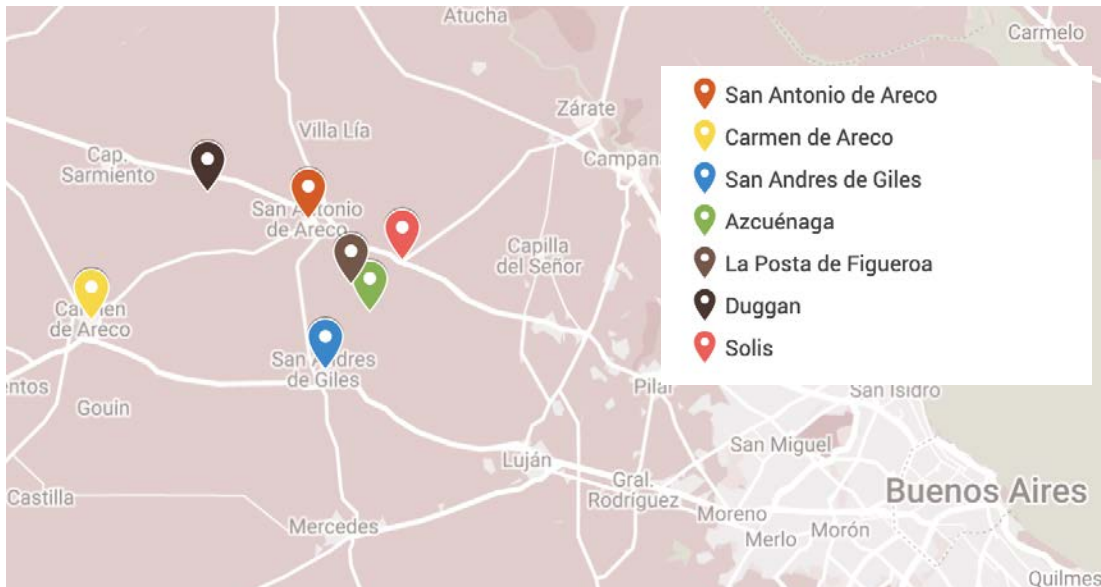 Atucha
Carmelo
San Antonio de Areco
Carmen de Areco
San Andres de Giles
Azcuénaga
La Posta de Figueroa
Duggan
Solis
Zárate
Villa Lía
Campana
Cap.
Sarmiento
San Antonio
de Areco
Capilla
del Señor
Carmen
de Areco
San Andres
de Giles
entos
Pilar
San Isidro
Gouin
San Miguel
Luján
Gral.
Rodríguez
Buenos Aires
Castilla
Moreno
Mercedes
Morón
Merlo
Quilmes